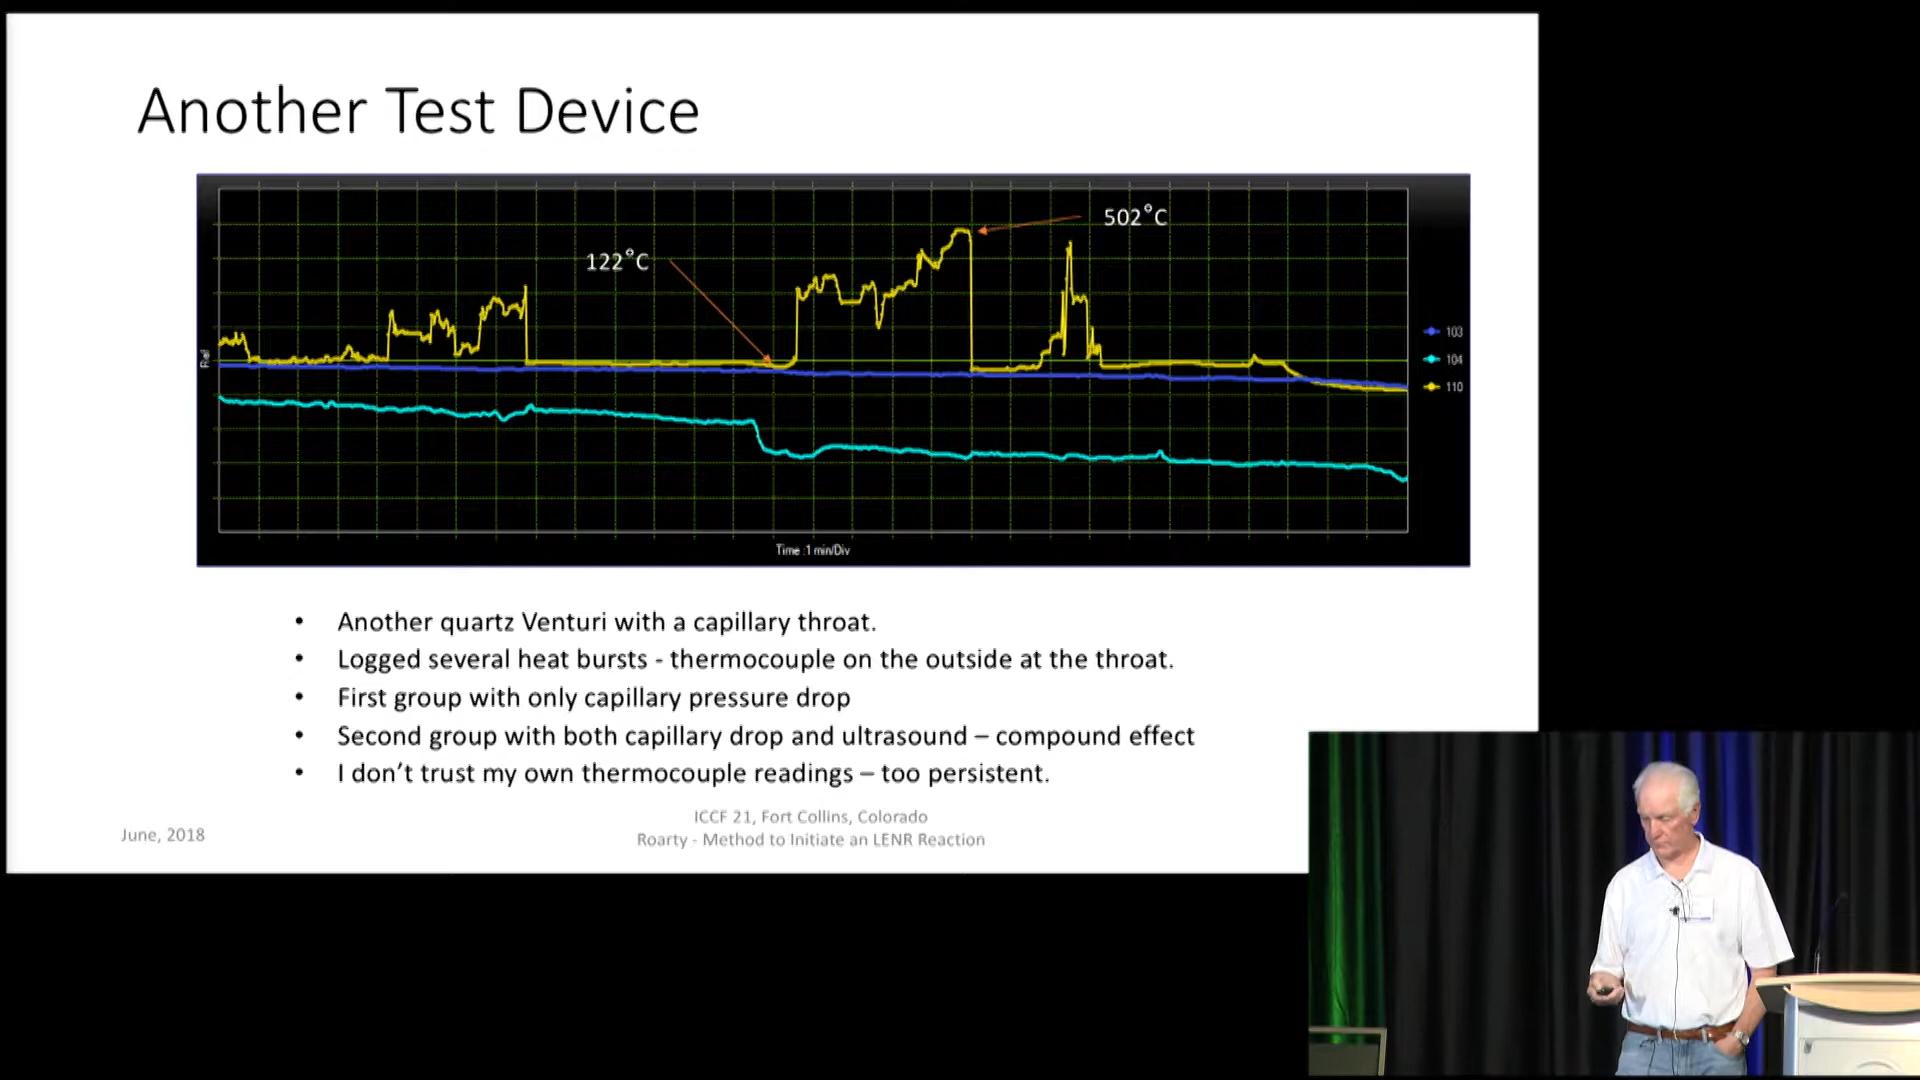 Another Test Device
502°C
122°C
103
104
110
Ref
Time :1 min/Div
• Another quartz Venturi with a capillary throat.
• Logged several heat bursts - thermocouple on the outside at the throat.
• First group with only capillary pressure drop
• Second group with both capillary drop and ultrasound – compound effect
• I don't trust my own thermocouple readings – too persistent.
June, 2018
ICCF 21, Fort Collins, Colorado
Roarty - Method to Initiate an LENR Reaction